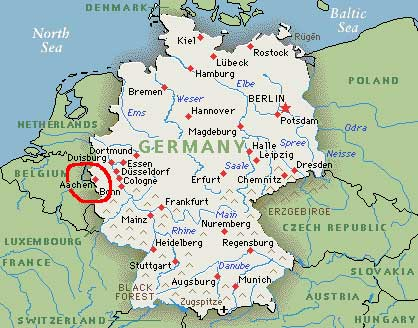 DENMARK
Baltic
Sea
North
Sea
Kiel
Rügen
Rostock
Lübeck
Hamburg
Elbe
Bremen
Weser
BERLIN
POLAND
Ems
Hannover
Potsdam
NETHERLANDS
Magdeburg
Spree
Odra
GERMANY
Halle
Neisse
Dortmund
Duisburg
Essen
Leipzig
BELGIUM
Düsseldorf
Saale
Dresden
Aachen
Cologne
Erfurt
Chemnitz
Bonn
Frankfurt
ERZGEBIRGE
Mainz
Main
CZECH REPUBLIC
Rhine
Nuremberg
LUXEMBOURG
Heidelberg
Regensburg
FRANCE
Stuttgart
Danube
SLOVAKIA
BLACK
FOREST
Augsburg
Munich
AUSTRIA
Zugspitze
SWITZERLAND
HUNGARY